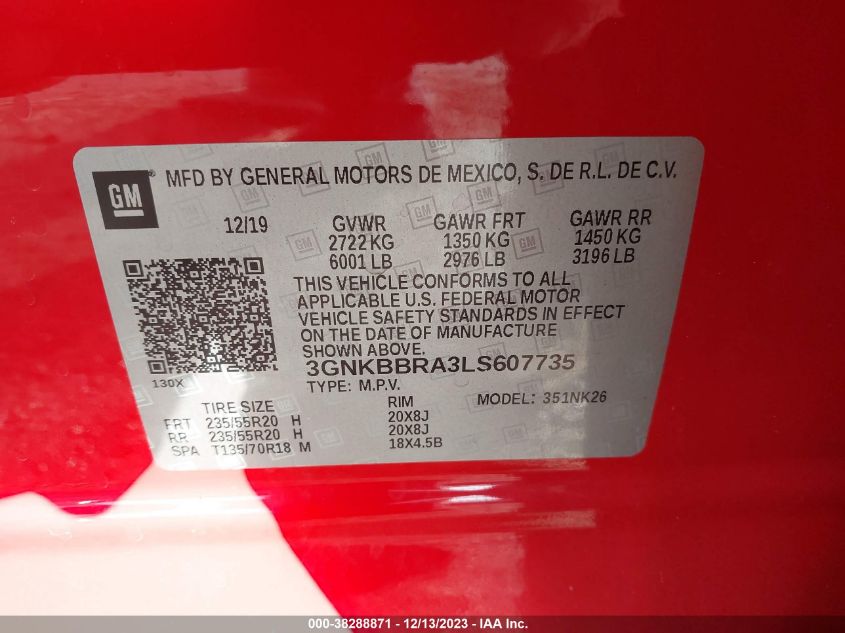 GM
MFD BY GENERAL MOTORS DE MEXICO, S. DE R.L. DE C.V.
12/19 GVWR GAWR FRT GAWR RR
2722 KG 1350 KG 1450 KG
6001 LB 2976 LB 3196 LB
THIS VEHICLE CONFORMS TO ALL
APPLICABLE U.S. FEDERAL MOTOR
VEHICLE SAFETY STANDARDS IN EFFECT
ON THE DATE OF MANUFACTURE
SHOWN ABOVE.
3GNKBBRA3LS607735
130X
TYPE: M.P.V. MODEL: 351NK26
TIRE SIZE RIM
FRT 235/55R20 H 20X8J
RR 235/55R20 H 20X8J
SPA T135/70R18 M 18X4.5B
000-38288871 - 12/13/2023 - IAA, Inc.